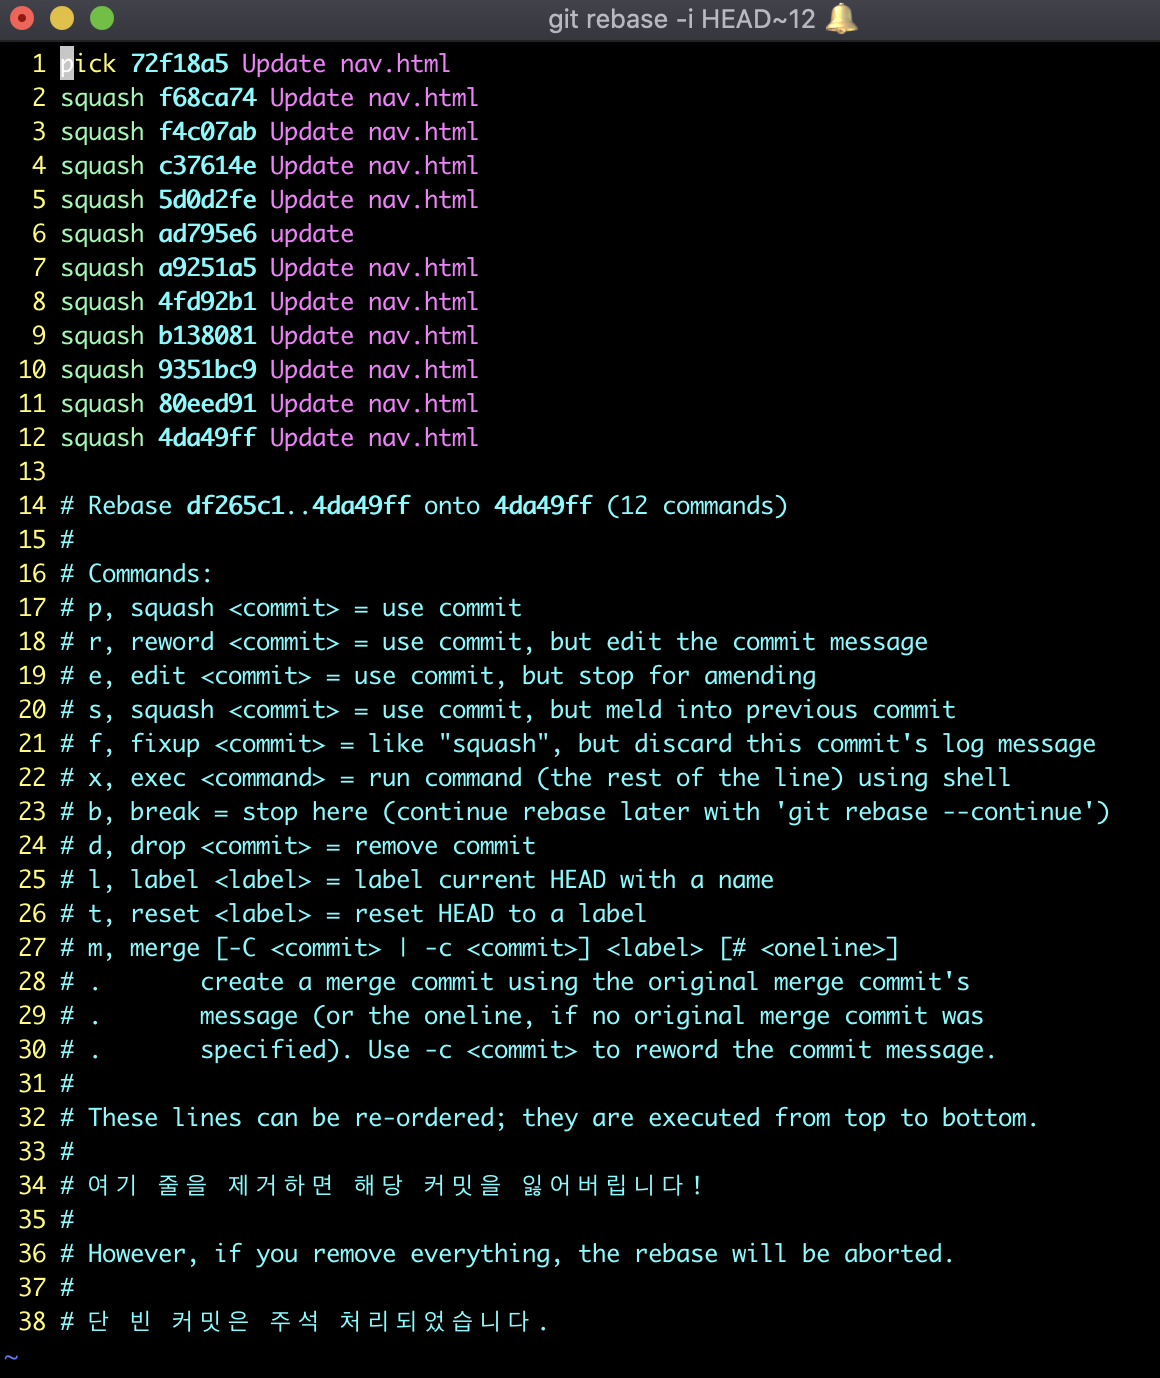 git rebase -i HEAD~12 🔔
1 pick 72f18a5 Update nav.html
2 squash f68ca74 Update nav.html
3 squash f4c07ab Update nav.html
4 squash c37614e Update nav.html
5 squash 5d0d2fe Update nav.html
6 squash ad795e6 update
7 squash a9251a5 Update nav.html
8 squash 4fd92b1 Update nav.html
9 squash b138081 Update nav.html
10 squash 9351bc9 Update nav.html
11 squash 80eed91 Update nav.html
12 squash 4da49ff Update nav.html
13
14 # Rebase df265c1..4da49ff onto 4da49ff (12 commands)
15 #
16 # Commands:
17 # p, squash <commit> = use commit
18 # r, reword <commit> = use commit, but edit the commit message
19 # e, edit <commit> = use commit, but stop for amending
20 # s, squash <commit> = use commit, but meld into previous commit
21 # f, fixup <commit> = like "squash", but discard this commit's log message
22 # x, exec <command> = run command (the rest of the line) using shell
23 # b, break = stop here (continue rebase later with 'git rebase --continue')
24 # d, drop <commit> = remove commit
25 # l, label <label> = label current HEAD with a name
26 # t, reset <label> = reset HEAD to a label
27 # m, merge [-C <commit> | -c <commit>] <label> [# <oneline>]
28 # .       create a merge commit using the original merge commit's
29 # .       message (or the oneline, if no original merge commit was
30 # .       specified). Use -c <commit> to reword the commit message.
31 #
32 # These lines can be re-ordered; they are executed from top to bottom.
33 #
34 # 여기 줄을 제거하면 해당 커밋을 잃어버립니다!
35 #
36 # However, if you remove everything, the rebase will be aborted.
37 #
38 # 단 빈 커밋은 주석 처리되었습니다.
~